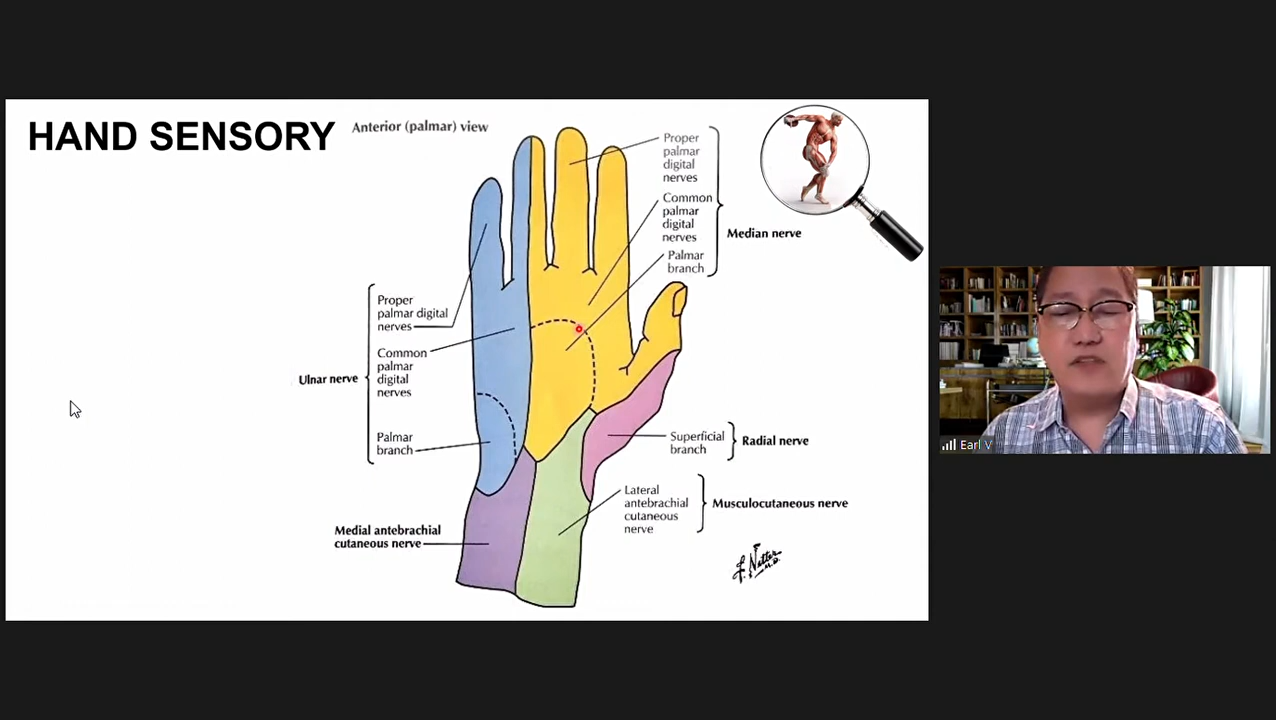 HAND SENSORY
Anterior (palmar) view
Proper
palmar
digital
nerves
Common
palmar
digital
nerves
Palmar
branch
Median nerve
Proper
palmar digital
nerves
Common
palmar
digital
nerves
Palmar
branch
Ulnar nerve
Superficial
branch
Radial nerve
Lateral
antebrachial
cutaneous
nerve
Musculocutaneous nerve
Medial antebrachial
cutaneous nerve
F. Netter
M.D.
Earl V